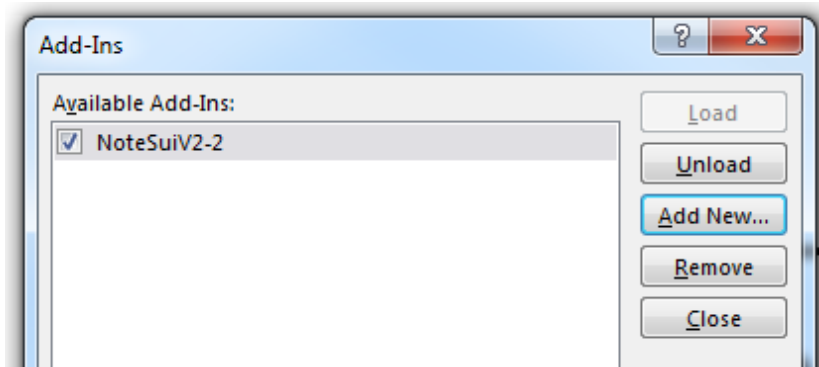 Add-Ins
Available Add-Ins:
NoteSuiV2-2
Load
Unload
Add New...
Remove
Close